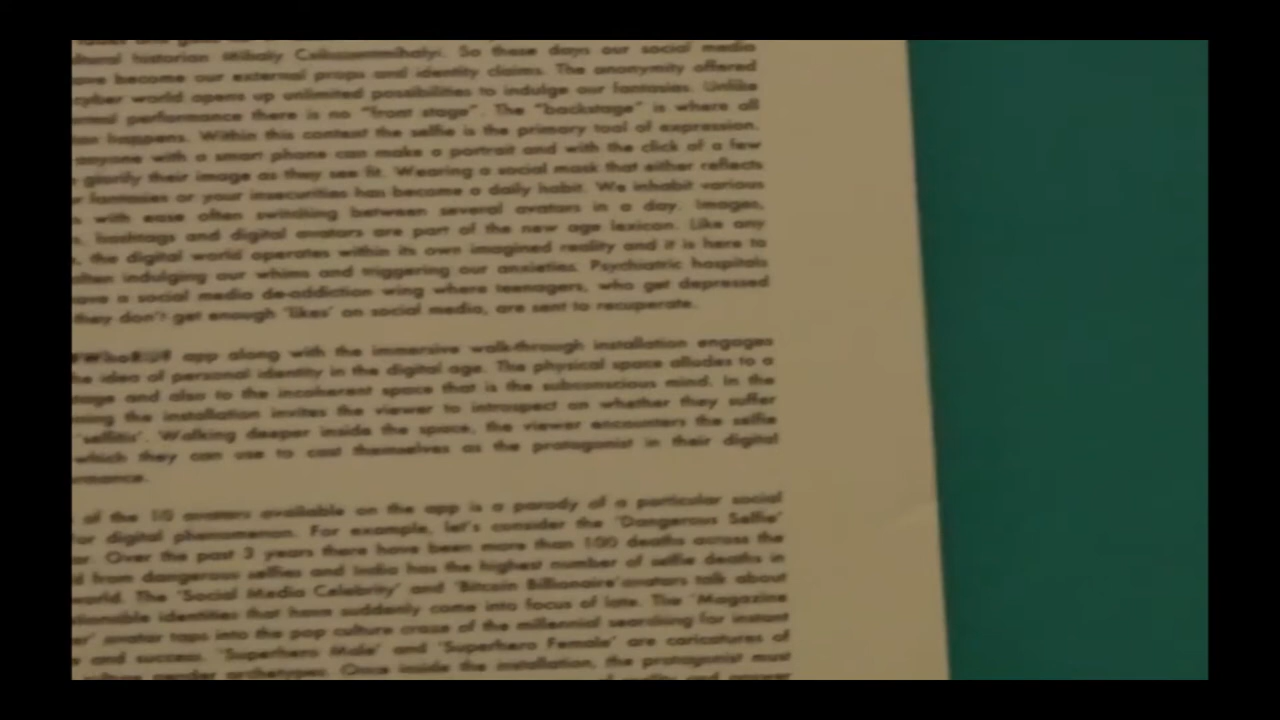 historian Mihaly Csikszentmihalyi. So these days our social media
become our external props and identity claims. The anonymity offered
cyber world opens up unlimited possibilities to indulge our fantasies. Unlike
performance there is no "front stage". The "backstage" is where all
happens. Within this context the selfie is the primary tool of expression.
anyone with a smart phone can make a portrait and with the click of a few
glorify their image as they see fit. Wearing a social mask that either reflects
fantasies or your insecurities has become a daily habit. We inhabit various
with ease often switching between several avatars in a day. Images,
hashtags and digital avatars are part of the new age lexicon. Like any
, the digital world operates within its own imagined reality and it is here to
often indulging our whims and triggering our anxieties. Psychiatric hospitals
a social media de-addiction wing where teenagers, who get depressed
they don't get enough 'likes' on social media, are sent to recuperate.
app along with the immersive walk-through installation engages
idea of personal identity in the digital age. The physical space alludes to a
and also to the incoherent space that is the subconscious mind. In the
the installation invites the viewer to introspect on whether they suffer
'selfitis'. Walking deeper inside the space, the viewer encounters the selfie
which they can use to cast themselves as the protagonist in their digital
of the 10 avatars available on the app is a parody of a particular social
or digital phenomenon. For example, let's consider the 'Dangerous Selfie'
Over the past 3 years there have been more than 100 deaths across the
from dangerous selfies and India has the highest number of selfie deaths in
world. The 'Social Media Celebrity' and 'Bitcoin Billionaire' avatars talk about
identities that have suddenly come into focus of late. The 'Magazine
avatar taps into the pop culture craze of the millennial searching for instant
and success. 'Superhero Male' and 'Superhero Female' are caricatures of
culture gender archetypes. Once inside the installation, the protagonist must